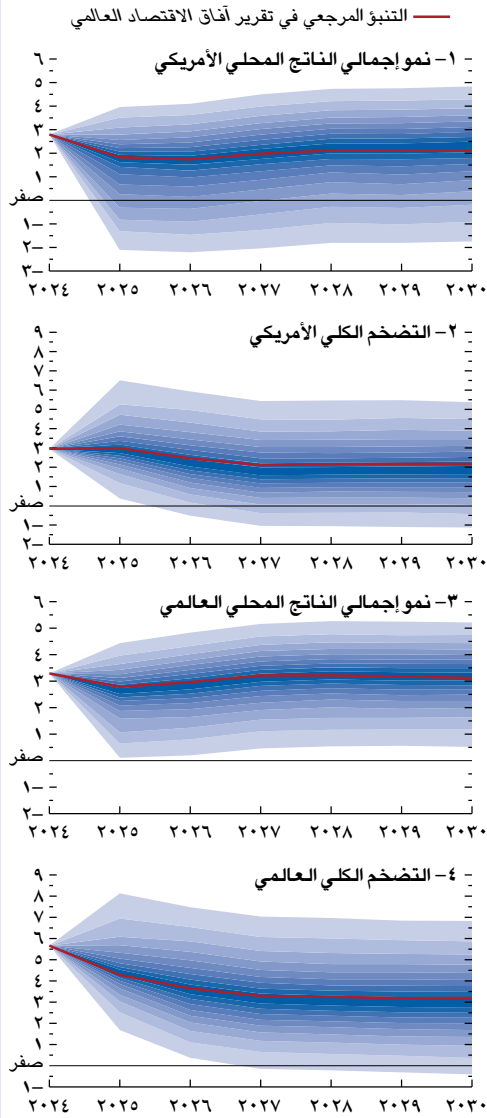 التنبؤ المرجعي في تقرير آفاق الاقتصاد العالمي
١- نمو إجمالي الناتج المحلي الأمريكي
٦
٥
٤
٣
٢
١
صفر
١–
٢–
٣–
٢٠٢٤ ٢٠٢٥ ٢٠٢٦ ٢٠٢٧ ٢٠٢٨ ٢٠٢٩ ٢٠٣٠
٢- التضخم الكلي الأمريكي
٩
٨
٧
٦
٥
٤
٣
٢
١
صفر
١–
٢–
٢٠٢٤ ٢٠٢٥ ٢٠٢٦ ٢٠٢٧ ٢٠٢٨ ٢٠٢٩ ٢٠٣٠
٣- نمو إجمالي الناتج المحلي العالمي
٦
٥
٤
٣
٢
١
صفر
١–
٢–
٢٠٢٤ ٢٠٢٥ ٢٠٢٦ ٢٠٢٧ ٢٠٢٨ ٢٠٢٩ ٢٠٣٠
٤- التضخم الكلي العالمي
٩
٨
٧
٦
٥
٤
٣
٢
١
صفر
١–
٢٠٢٤ ٢٠٢٥ ٢٠٢٦ ٢٠٢٧ ٢٠٢٨ ٢٠٢٩ ٢٠٣٠